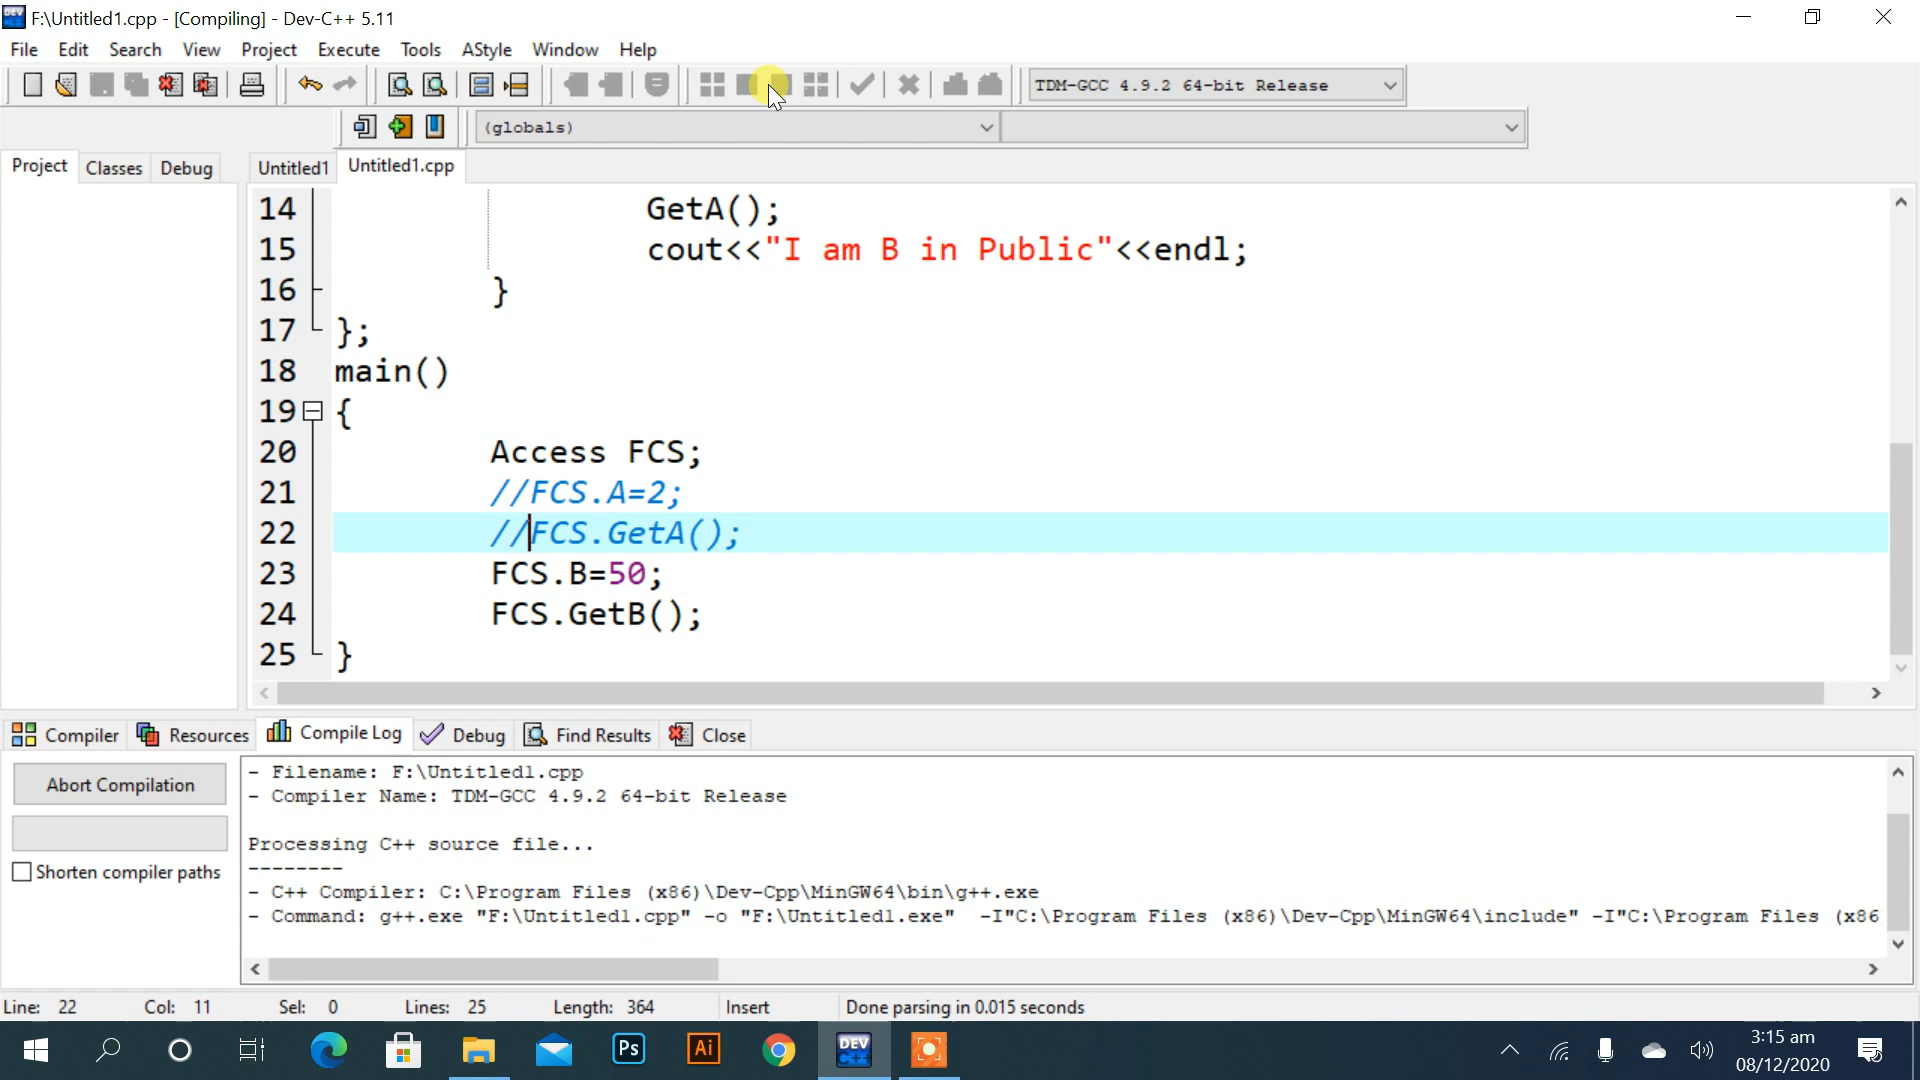 F:\Untitled1.cpp - [Compiling] - Dev-C++ 5.11
File Edit Search View Project Execute Tools AStyle Window Help
TDM-GCC 4.9.2 64-bit Release
(globals)
Project Classes Debug Untitled1 Untitled1.cpp
14 GetA();
15 cout<<"I am B in Public"<<endl;
16 }
17 };
18 main()
19 {
20 Access FCS;
21 //FCS.A=2;
22 //FCS.GetA();
23 FCS.B=50;
24 FCS.GetB();
25 }
Compiler Resources Compile Log Debug Find Results Close
Abort Compilation
Shorten compiler paths
- Filename: F:\Untitled1.cpp
- Compiler Name: TDM-GCC 4.9.2 64-bit Release
Processing C++ source file...
--------
- C++ Compiler: C:\Program Files (x86)\Dev-Cpp\MinGW64\bin\g++.exe
- Command: g++.exe "F:\Untitled1.cpp" -o "F:\Untitled1.exe" -I"C:\Program Files (x86)\Dev-Cpp\MinGW64\include" -I"C:\Program Files (x86
Line: 22 Col: 11 Sel: 0 Lines: 25 Length: 364 Insert Done parsing in 0.015 seconds
Ps Ai DEV C++
3:15 am
08/12/2020